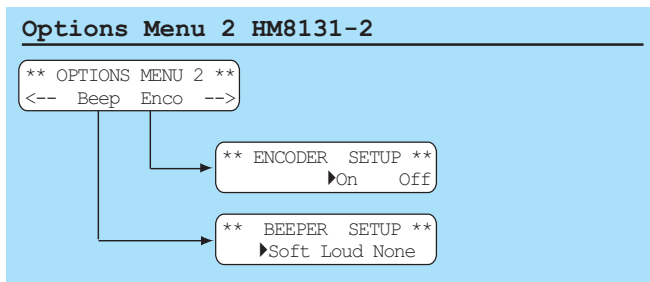 Options Menu 2 HM8131-2
** OPTIONS MENU 2 **
<-- Beep Enco -->
** ENCODER SETUP **
▶On Off
** BEEPER SETUP **
▶Soft Loud None